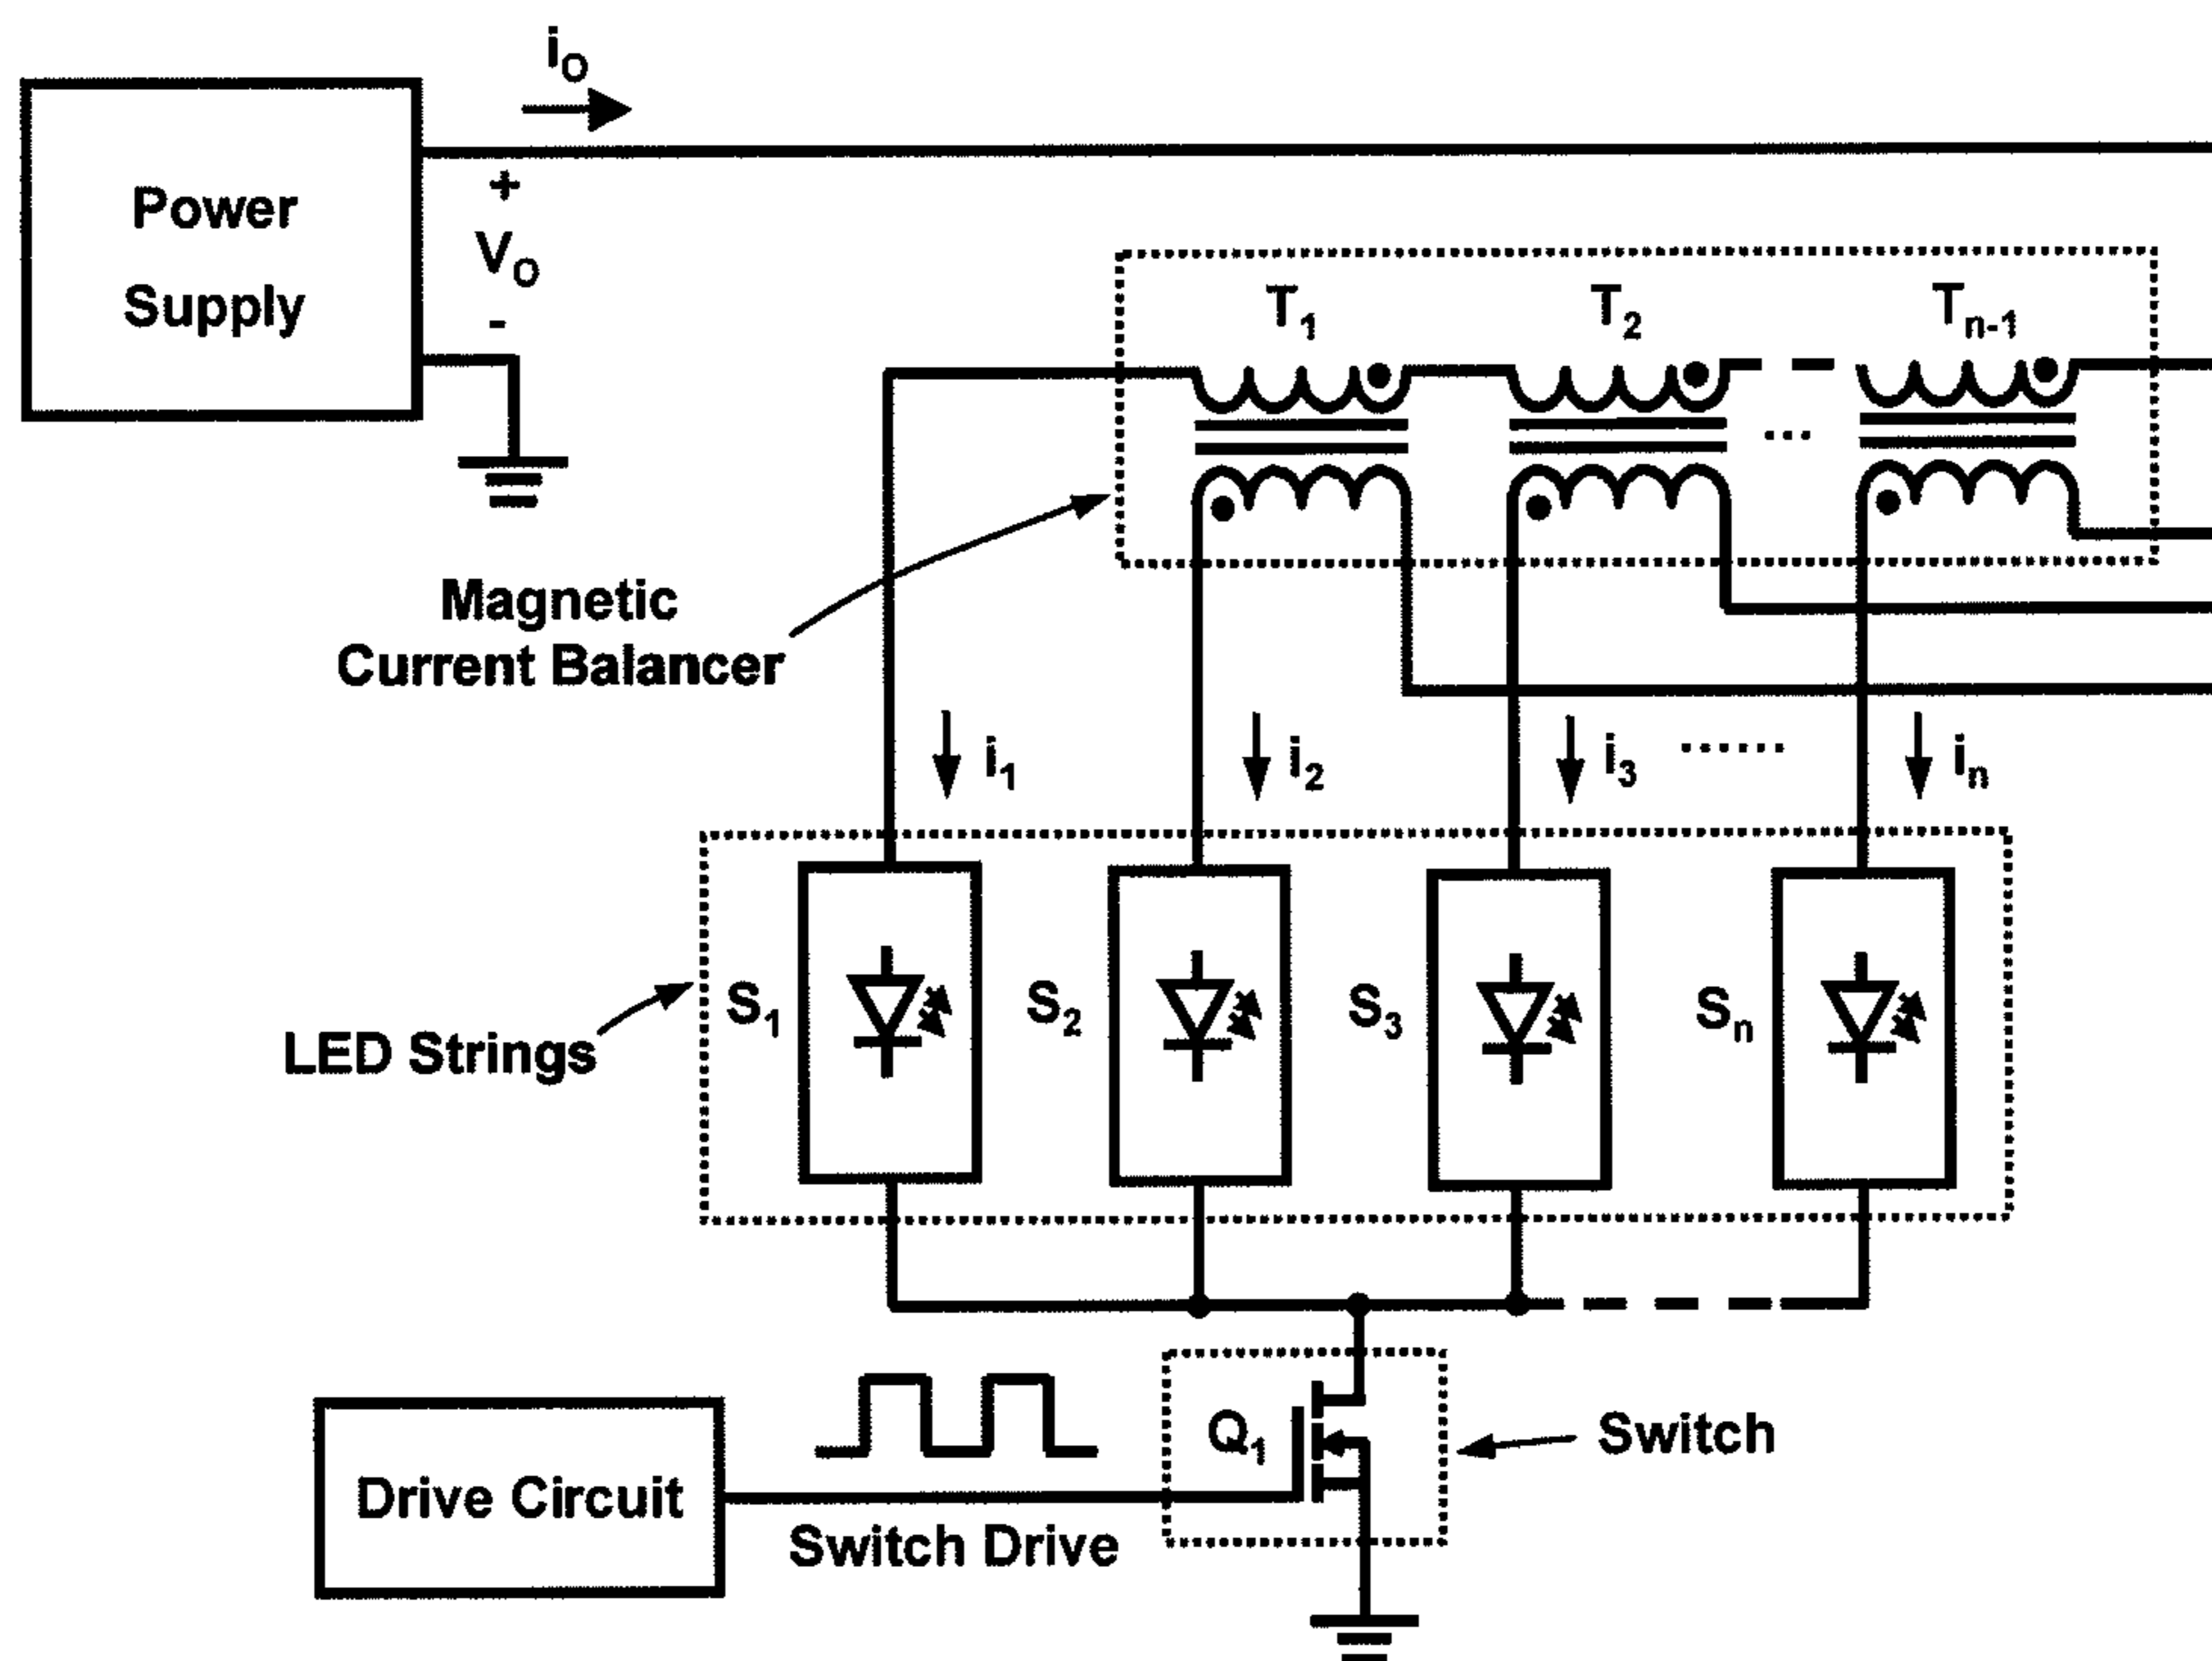 i_O
Power
Supply
+
V_O
-
T_1
T_2
T_n-1
...
Magnetic
Current Balancer
i_1
i_2
i_3
.......
i_n
S_1
S_2
S_3
S_n
LED Strings
Q_1
Switch
Drive Circuit
Switch Drive